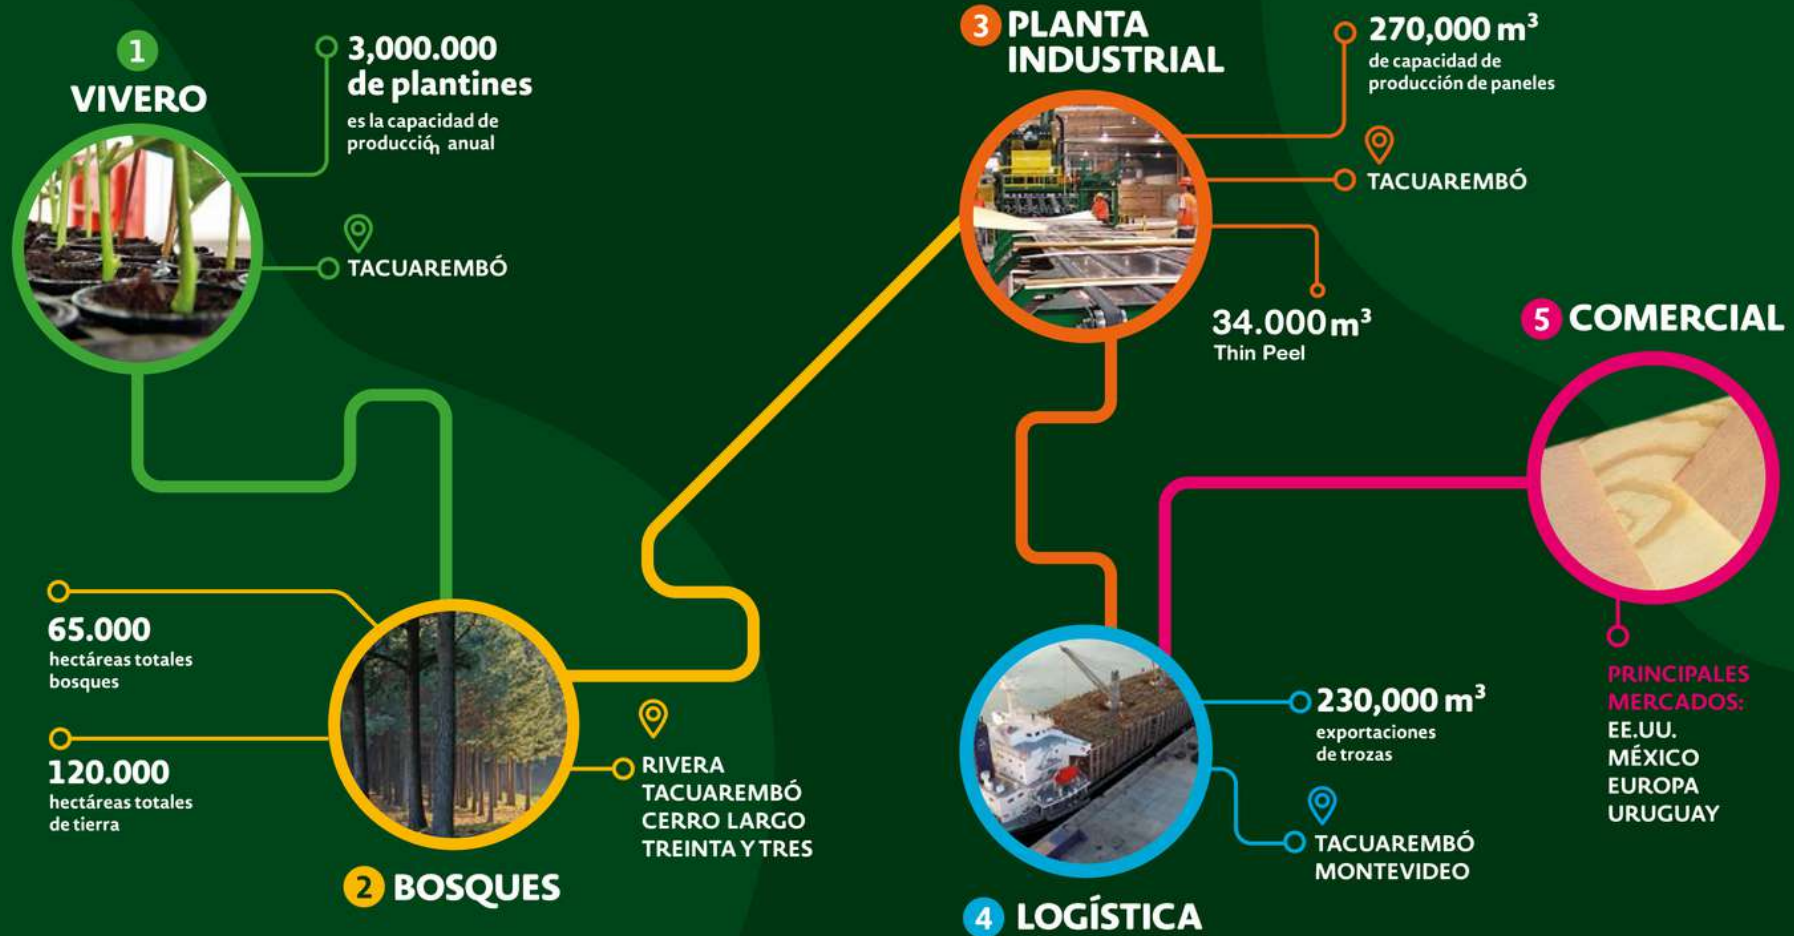 1
VIVERO
3,000.000
de plantines
es la capacidad de
producción anual
TACUAREMBÓ
65.000
hectáreas totales
bosques
120.000
hectáreas totales
de tierra
RIVERA
TACUAREMBÓ
CERRO LARGO
TREINTA Y TRES
2 BOSQUES
3 PLANTA
INDUSTRIAL
270,000 m³
de capacidad de
producción de paneles
TACUAREMBÓ
34.000 m³
Thin Peel
230,000 m³
exportaciones
de trozas
TACUAREMBÓ
MONTEVIDEO
4 LOGÍSTICA
5 COMERCIAL
PRINCIPALES
MERCADOS:
EE.UU.
MÉXICO
EUROPA
URUGUAY